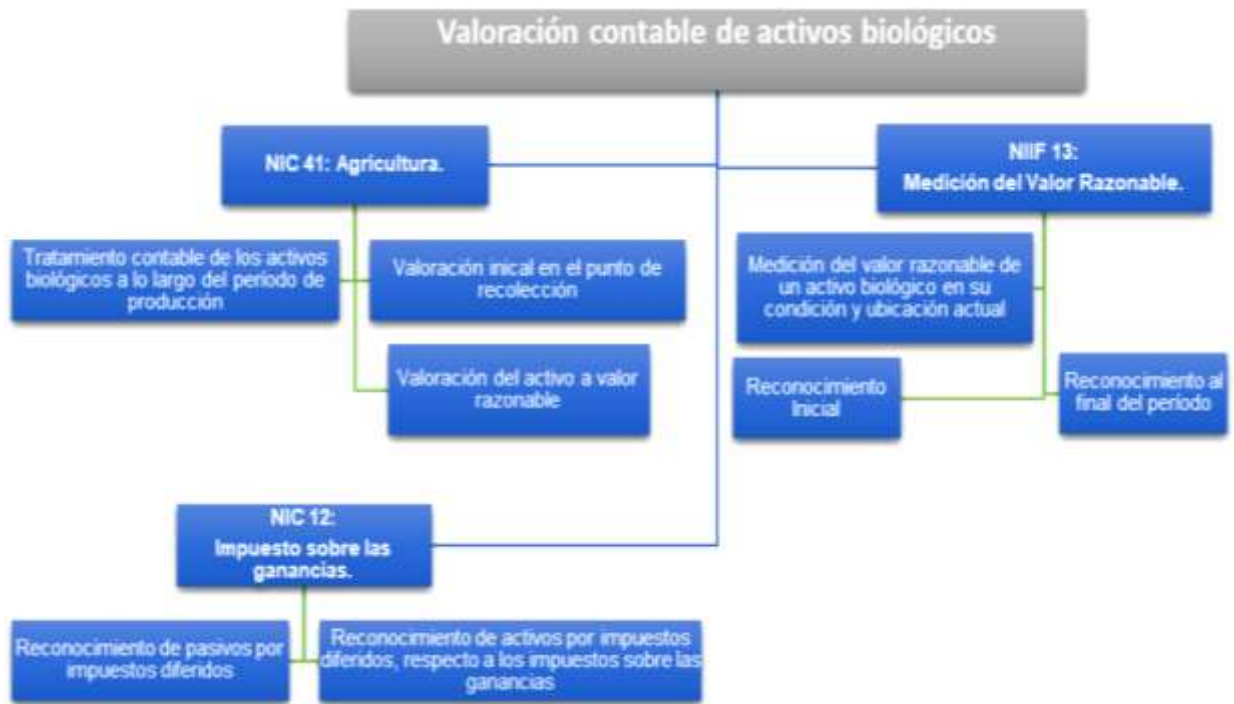 Valoración contable de activos biológicos
NIC 41: Agricultura.
NIIF 13:
Medición del Valor Razonable.
Tratamiento contable de los activos
biológicos a lo largo del período de
producción
Valoración inical en el punto de
recolección
Valoración del activo a valor
razonable
Medición del valor razonable de
un activo biológico en su
condición y ubicación actual
Reconocimiento
Inicial
Reconocimiento al
final del período
NIC 12:
Impuesto sobre las
ganancias.
Reconocimiento de pasivos por
impuestos diferidos
Reconocimiento de activos por impuestos
diferidos, respecto a los impuestos sobre las
ganancias